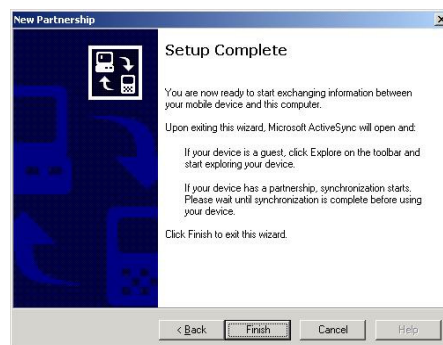 New Partnership
Setup Complete
You are now ready to start exchanging information between
your mobile device and this computer.
Upon exiting this wizard, Microsoft ActiveSync will open and:
If your device is a guest, click Explore on the toolbar and
start exploring your device.
If your device has a partnership, synchronization starts.
Please wait until synchronization is complete before using
your device.
Click Finish to exit this wizard.
< Back Finish Cancel Help